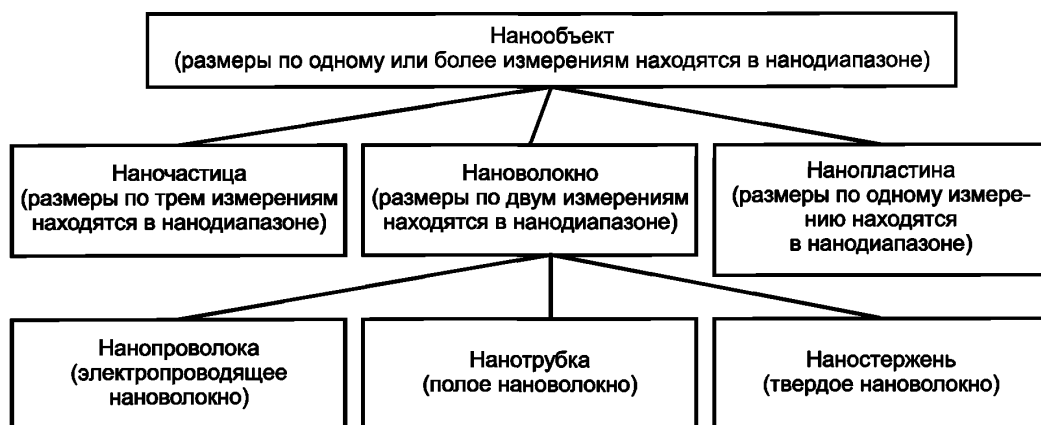 Нанообъект
(размеры по одному или более измерениям находятся в нанодиапазоне)
Наночастица
(размеры по трем измерениям
находятся в нанодиапазоне)
Нановолокно
(размеры по двум измерениям
находятся в нанодиапазоне)
Нанопластина
(размеры по одному измере-
нию находятся
в нанодиапазоне)
Нанопроволока
(электропроводящее
нановолокно)
Нанотрубка
(полое нановолокно)
Наностержень
(твердое нановолокно)